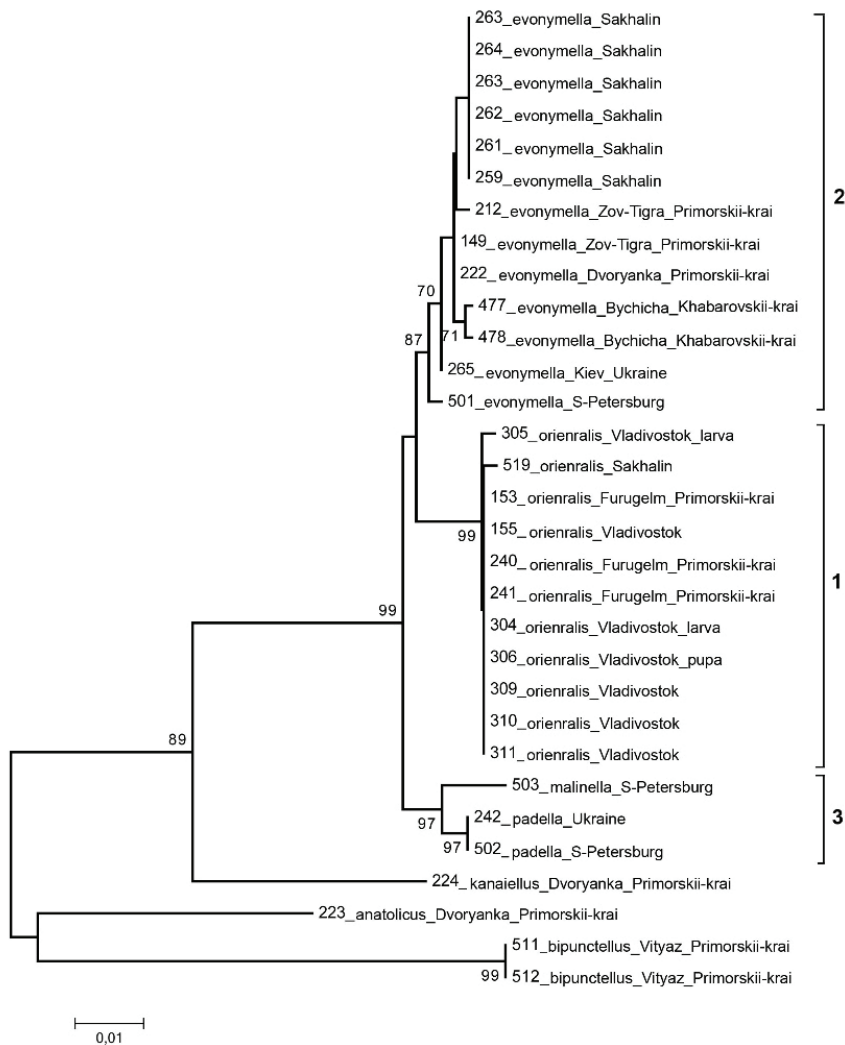 263_evonymella_Sakhalin
264_evonymella_Sakhalin
263_evonymella_Sakhalin
262_evonymella_Sakhalin
261_evonymella_Sakhalin
259_evonymella_Sakhalin
2
212_evonymella_Zov-Tigra_Primorskii-krai
149_evonymella_Zov-Tigra_Primorskii-krai
222_evonymella_Dvoryanka_Primorskii-krai
70
477_evonymella_Bychicha_Khabarovskii-krai
87
71
478_evonymella_Bychicha_Khabarovskii-krai
265_evonymella_Kiev_Ukraine
501_evonymella_S-Petersburg
305_orienralis_Vladivostok_larva
519_orienralis_Sakhalin
153_orienralis_Furugelm_Primorskii-krai
99
155_orienralis_Vladivostok
240_orienralis_Furugelm_Primorskii-krai
1
241_orienralis_Furugelm_Primorskii-krai
99
304_orienralis_Vladivostok_larva
306_orienralis_Vladivostok_pupa
309_orienralis_Vladivostok
310_orienralis_Vladivostok
89
311_orienralis_Vladivostok
503_malinella_S-Petersburg
97
242_padella_Ukraine
3
97
502_padella_S-Petersburg
224_kanaiellus_Dvoryanka_Primorskii-krai
223_anatolicus_Dvoryanka_Primorskii-krai
511_bipunctellus_Vityaz_Primorskii-krai
99
512_bipunctellus_Vityaz_Primorskii-krai
0,01